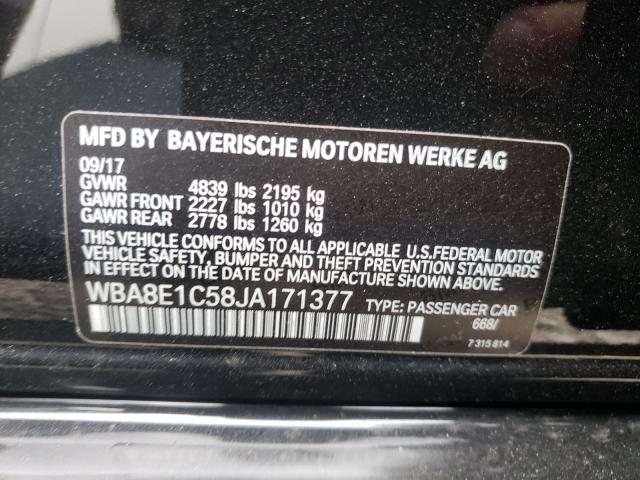 MFD BY BAYERISCHE MOTOREN WERKE AG
09/17
GVWR 4839 lbs 2195 kg
GAWR FRONT 2227 lbs 1010 kg
GAWR REAR 2778 lbs 1260 kg
THIS VEHICLE CONFORMS TO ALL APPLICABLE U.S.FEDERAL MOTOR
VEHICLE SAFETY, BUMPER AND THEFT PREVENTION STANDARDS
IN EFFECT ON THE DATE OF MANUFACTURE SHOWN ABOVE.
WBA8E1C58JA171377 TYPE: PASSENGER CAR
668/
7 315 814